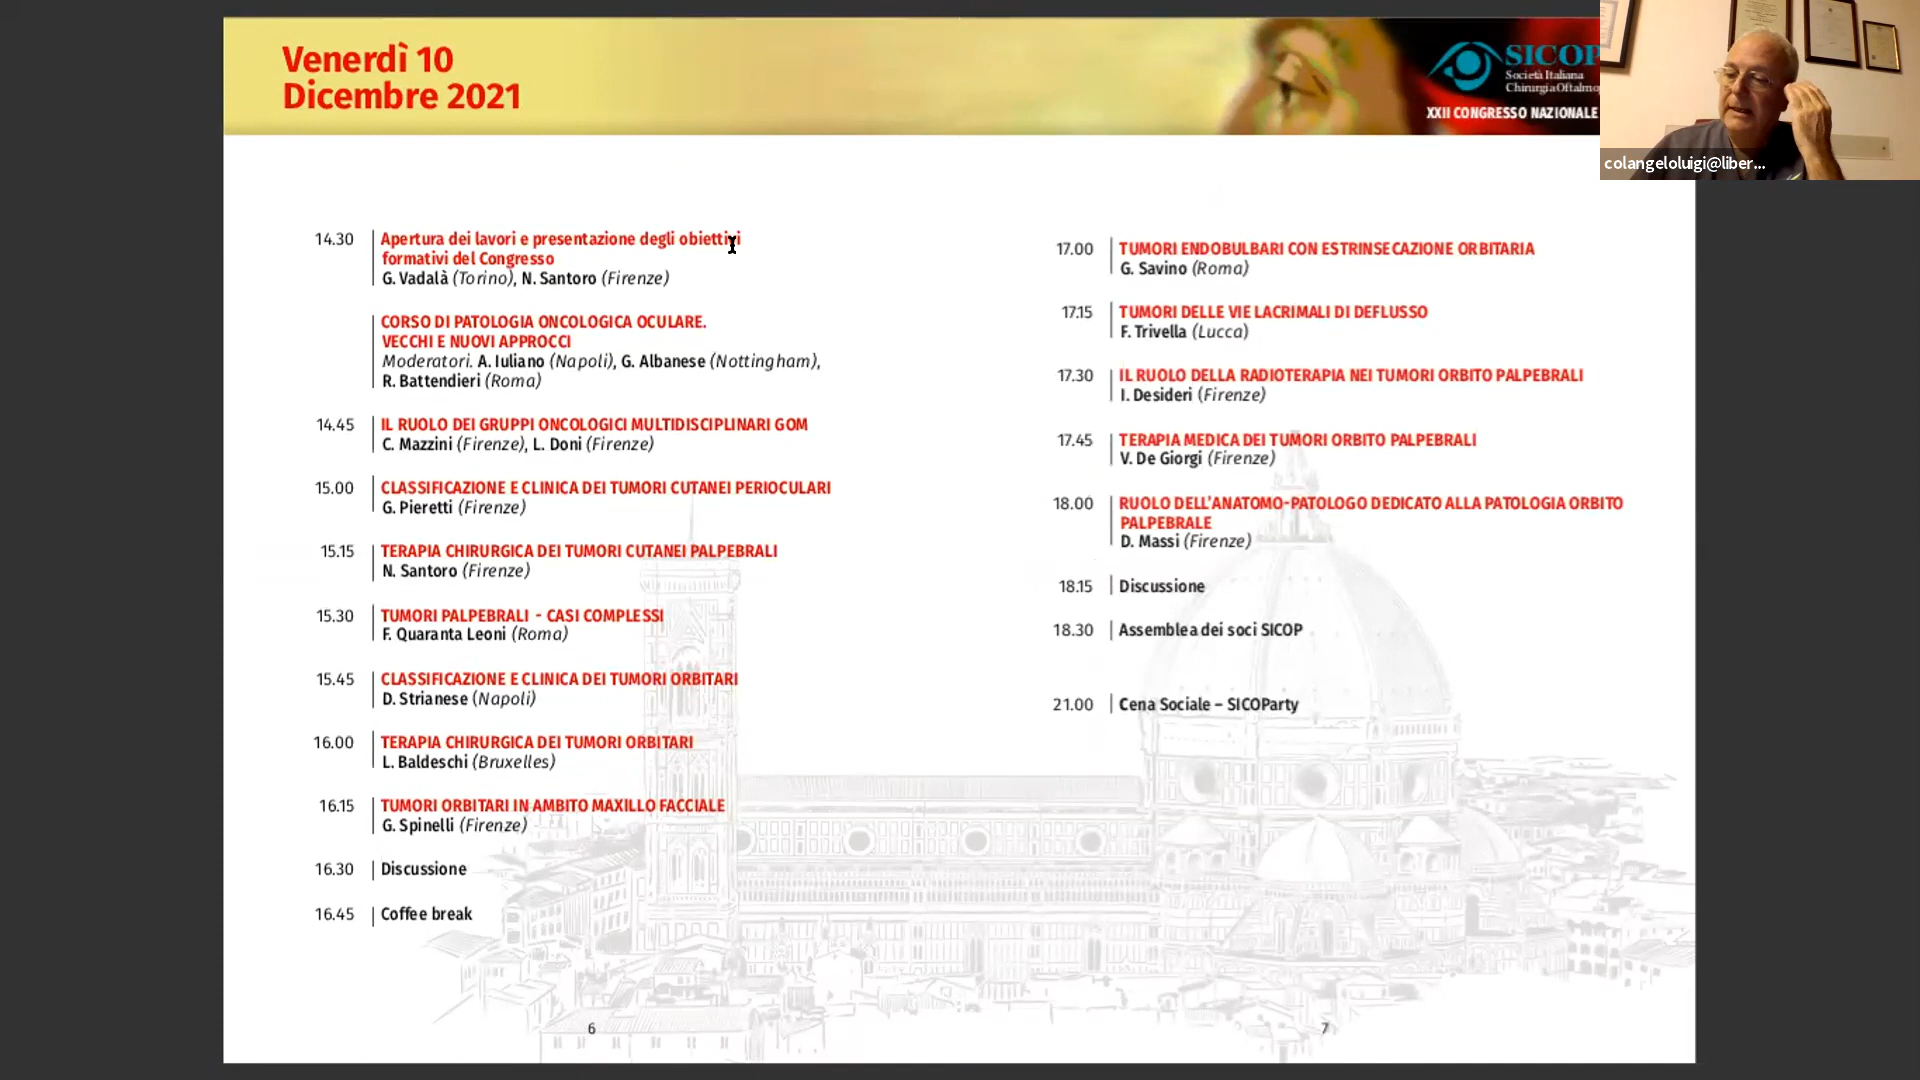 Venerdì 10
Dicembre 2021
SICOP
Società Italiana
Chirurgia Oftalmo
XXII CONGRESSO NAZIONALE
colangeloluigi@liber...
14.30
Apertura dei lavori e presentazione degli obiettivi
formativi del Congresso
G. Vadalà (Torino), N. Santoro (Firenze)
CORSO DI PATOLOGIA ONCOLOGICA OCULARE.
VECCHI E NUOVI APPROCCI
Moderatori. A. Iuliano (Napoli), G. Albanese (Nottingham),
R. Battendieri (Roma)
14.45
IL RUOLO DEI GRUPPI ONCOLOGICI MULTIDISCIPLINARI GOM
C. Mazzini (Firenze), L. Doni (Firenze)
15.00
CLASSIFICAZIONE E CLINICA DEI TUMORI CUTANEI PERIOCULARI
G. Pieretti (Firenze)
15.15
TERAPIA CHIRURGICA DEI TUMORI CUTANEI PALPEBRALI
N. Santoro (Firenze)
15.30
TUMORI PALPEBRALI - CASI COMPLESSI
F. Quaranta Leoni (Roma)
15.45
CLASSIFICAZIONE E CLINICA DEI TUMORI ORBITARI
D. Strianese (Napoli)
16.00
TERAPIA CHIRURGICA DEI TUMORI ORBITARI
L. Baldeschi (Bruxelles)
16.15
TUMORI ORBITARI IN AMBITO MAXILLO FACCIALE
G. Spinelli (Firenze)
16.30
Discussione
16.45
Coffee break
6
17.00
TUMORI ENDOBULBARI CON ESTRINSECAZIONE ORBITARIA
G. Savino (Roma)
17.15
TUMORI DELLE VIE LACRIMALI DI DEFLUSSO
F. Trivella (Lucca)
17.30
IL RUOLO DELLA RADIOTERAPIA NEI TUMORI ORBITO PALPEBRALI
I. Desideri (Firenze)
17.45
TERAPIA MEDICA DEI TUMORI ORBITO PALPEBRALI
V. De Giorgi (Firenze)
18.00
RUOLO DELL'ANATOMO-PATOLOGO DEDICATO ALLA PATOLOGIA ORBITO
PALPEBRALE
D. Massi (Firenze)
18.15
Discussione
18.30
Assemblea dei soci SICOP
21.00
Cena Sociale – SICOParty
7